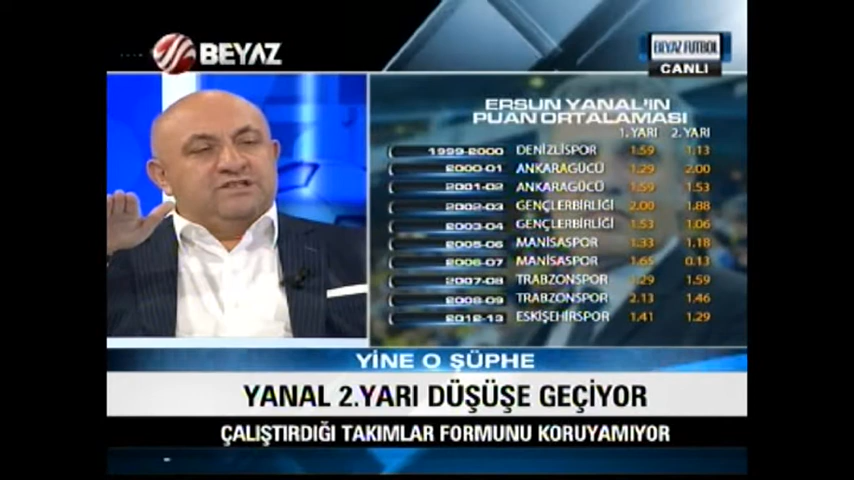 BEYAZ
BEYAZ FUTBOL
CANLI
ERSUN YANAL'IN
PUAN ORTALAMASI
1.YARI 2.YARI
1999-2000 DENİZLİSPOR 1.59 1.13
2000-01 ANKARAGÜCÜ 1.29 2.00
2001-02 ANKARAGÜCÜ 1.59 1.53
2002-03 GENÇLERBİRLİĞİ 2.00 1.88
2003-04 GENÇLERBİRLİĞİ 1.53 1.06
2005-06 MANİSASPOR 1.33 1.18
2006-07 MANİSASPOR 1.65 0.13
2007-08 TRABZONSPOR 1.29 1.59
2008-09 TRABZONSPOR 2.13 1.46
2012-13 ESKİŞEHİRSPOR 1.41 1.29
YİNE O ŞÜPHE
YANAL 2.YARI DÜŞÜŞE GEÇİYOR
ÇALIŞTIRDIĞI TAKIMLAR FORMUNU KORUYAMIYOR